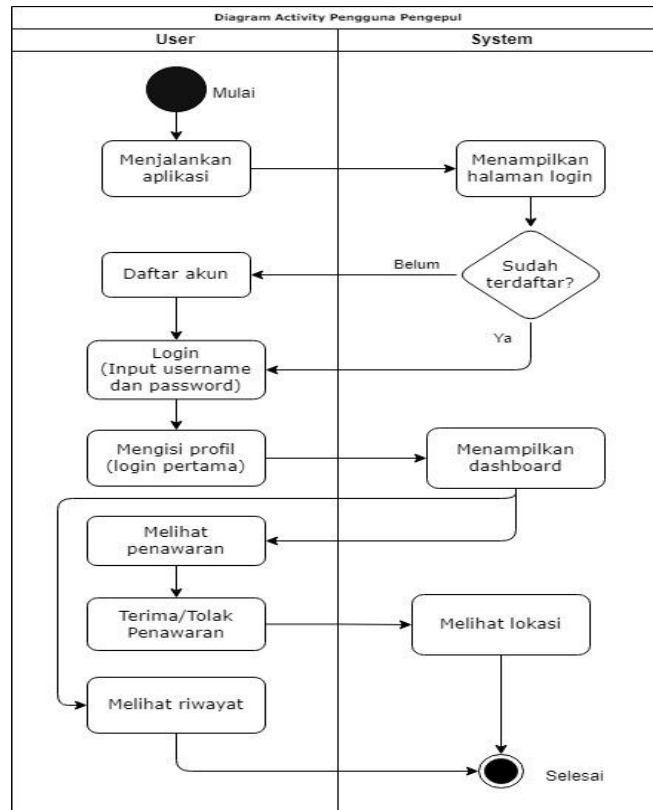 Diagram Activity Pengguna Pengepul
User
System
Mulai
Menjalankan
aplikasi
Menampilkan
halaman login
Sudah
terdaftar?
Belum
Daftar akun
Ya
Login
(Input username
dan password)
Mengisi profil
(login pertama)
Menampilkan
dashboard
Melihat
penawaran
Terima/Tolak
Penawaran
Melihat lokasi
Melihat riwayat
Selesai